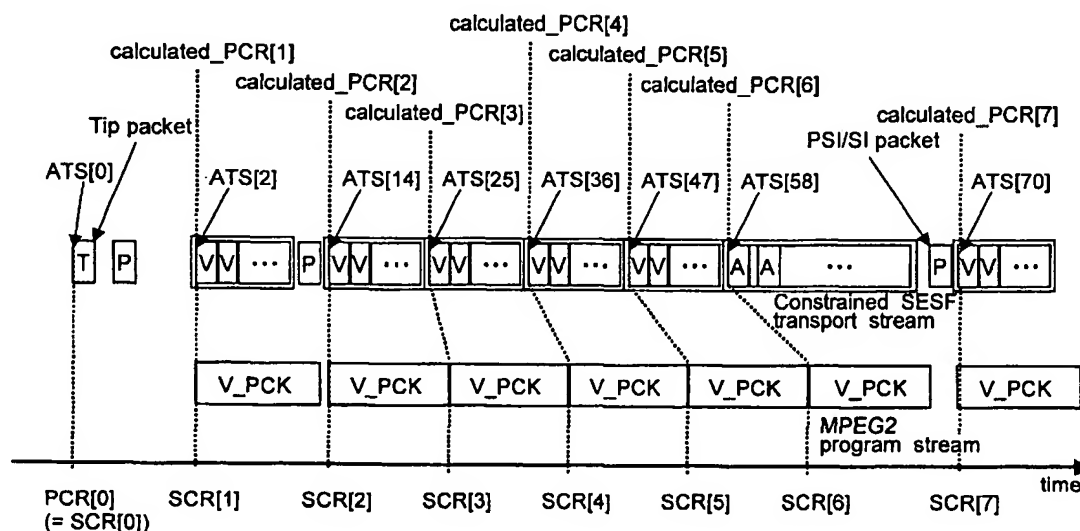 calculated_PCR[4]
calculated_PCR[1]
calculated_PCR[5]
calculated_PCR[2]
calculated_PCR[6]
calculated_PCR[3]
calculated_PCR[7]
Tip packet
PSI/SI packet
ATS[0]
ATS[2]
ATS[14]
ATS[25]
ATS[36]
ATS[47]
ATS[58]
ATS[70]
T P V V ... P V V ... V V ... V V ... V V ... A A ... P V V ...
Constrained SESF
transport stream
V_PCK V_PCK V_PCK V_PCK V_PCK V_PCK V_PCK
MPEG2
program stream
time
PCR[0] SCR[1] SCR[2] SCR[3] SCR[4] SCR[5] SCR[6] SCR[7]
(= SCR[0])